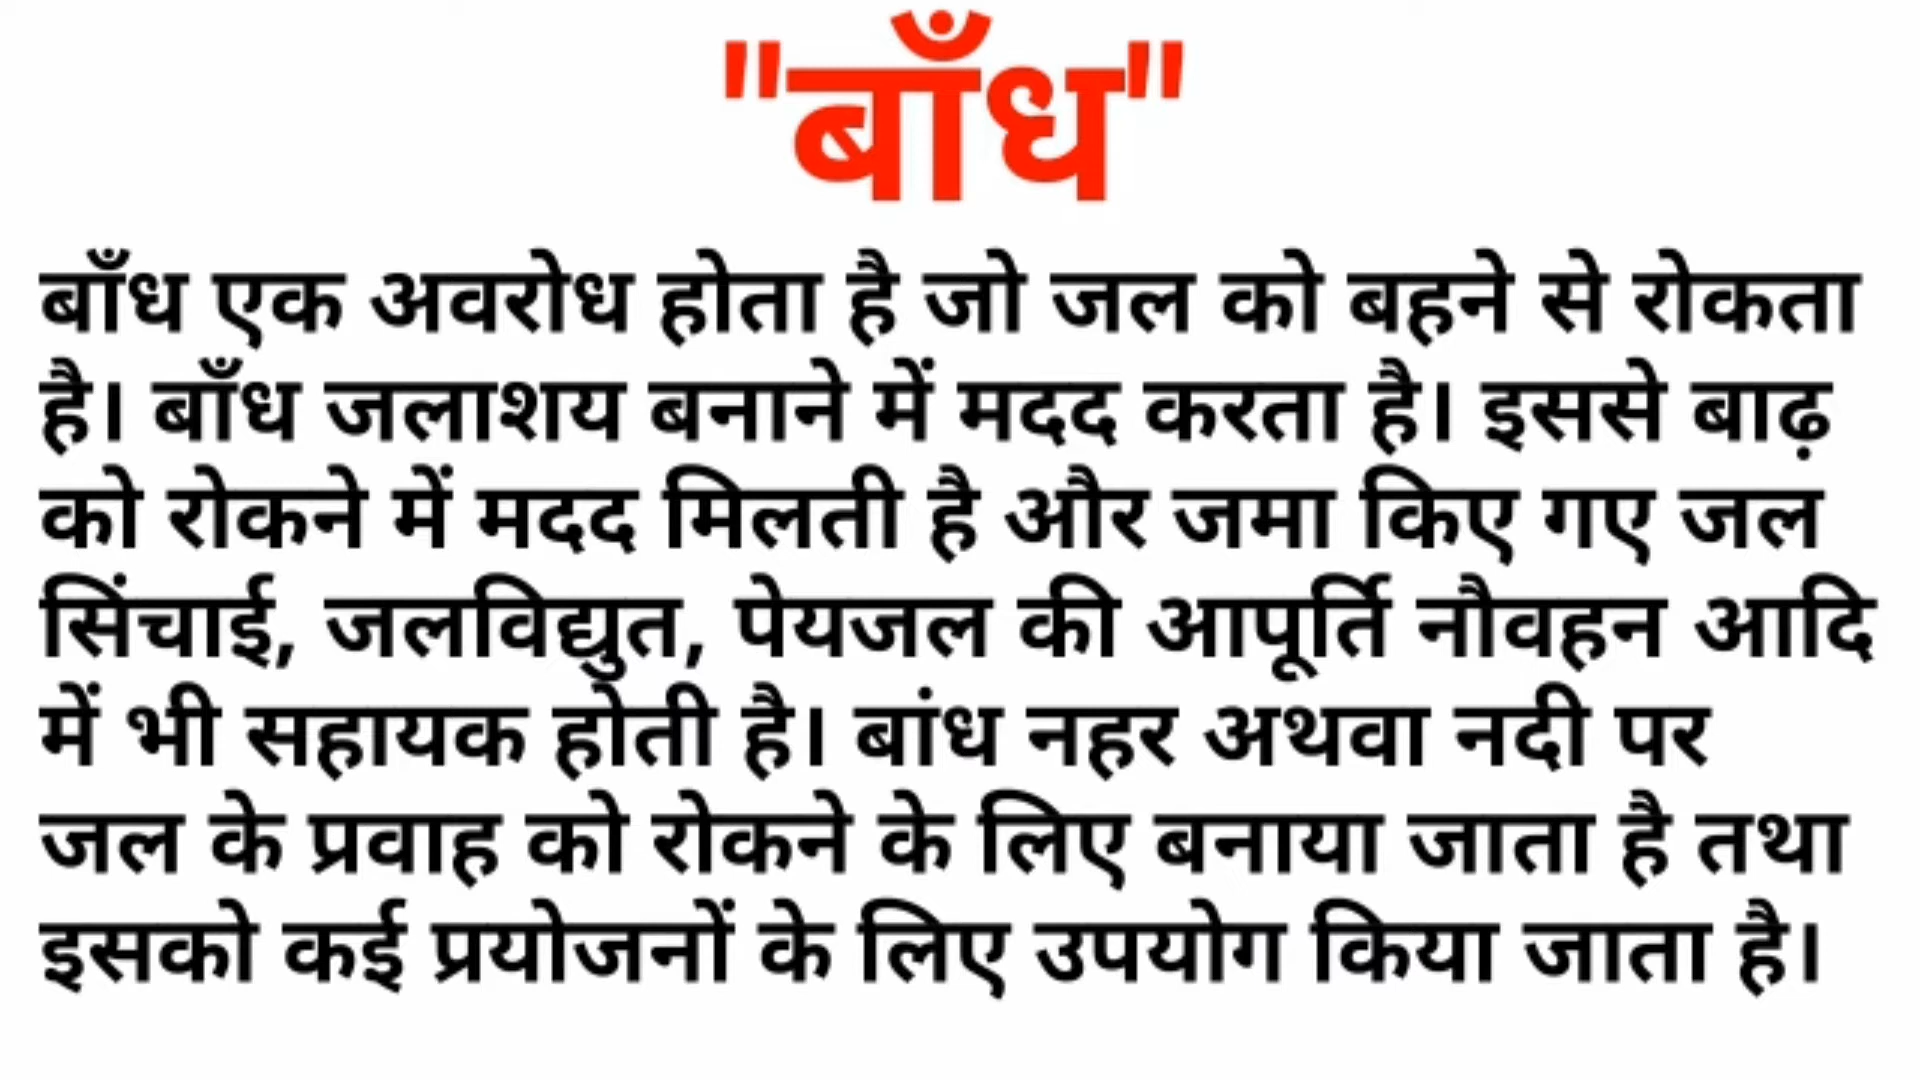 "बाँध"
बाँध एक अवरोध होता है जो जल को बहने से रोकता
है। बाँध जलाशय बनाने में मदद करता है। इससे बाढ़
को रोकने में मदद मिलती है और जमा किए गए जल
सिंचाई, जलविद्युत, पेयजल की आपूर्ति नौवहन आदि
में भी सहायक होती है। बांध नहर अथवा नदी पर
जल के प्रवाह को रोकने के लिए बनाया जाता है तथा
इसको कई प्रयोजनों के लिए उपयोग किया जाता है।